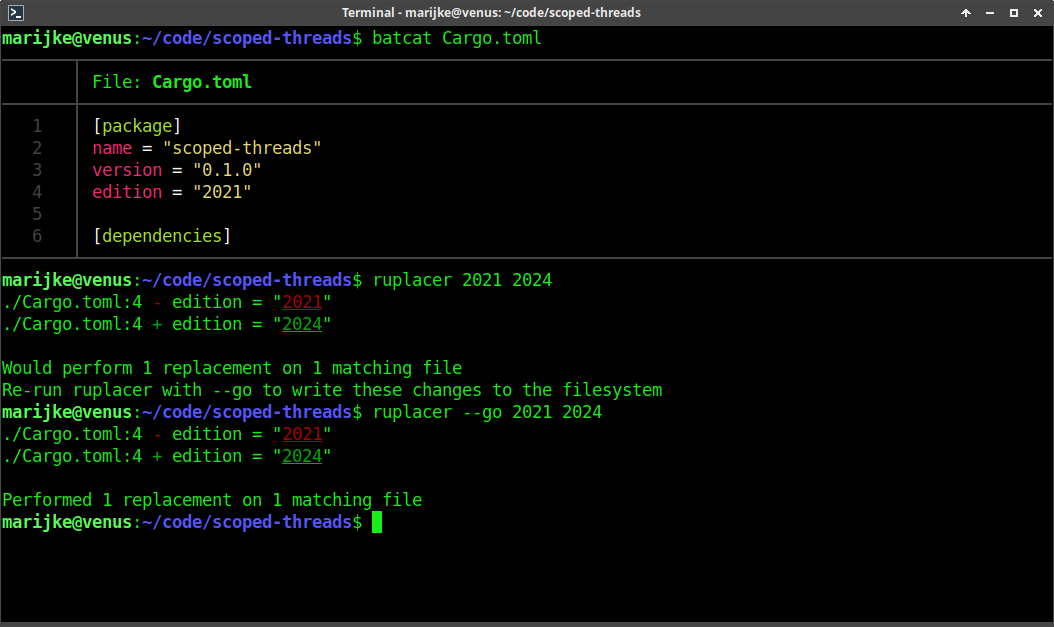 Terminal - marijke@venus: ~/code/scoped-threads
marijke@venus:~/code/scoped-threads$ batcat Cargo.toml
File: Cargo.toml
1 [package]
2 name = "scoped-threads"
3 version = "0.1.0"
4 edition = "2021"
5
6 [dependencies]
marijke@venus:~/code/scoped-threads$ ruplacer 2021 2024
./Cargo.toml:4 - edition = "2021"
./Cargo.toml:4 + edition = "2024"
Would perform 1 replacement on 1 matching file
Re-run ruplacer with --go to write these changes to the filesystem
marijke@venus:~/code/scoped-threads$ ruplacer --go 2021 2024
./Cargo.toml:4 - edition = "2021"
./Cargo.toml:4 + edition = "2024"
Performed 1 replacement on 1 matching file
marijke@venus:~/code/scoped-threads$